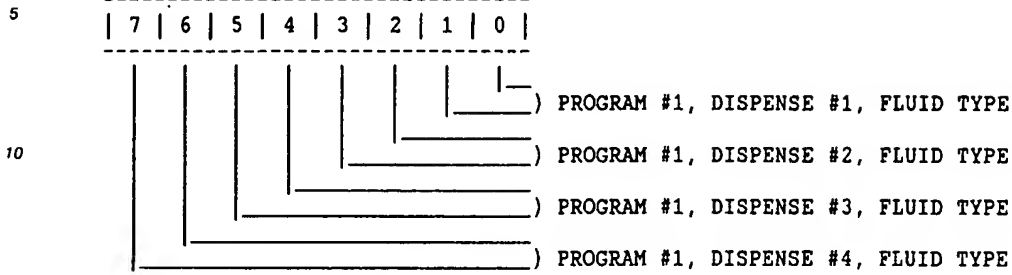 5
| 7 | 6 | 5 | 4 | 3 | 2 | 1 | 0 |
) PROGRAM #1, DISPENSE #1, FLUID TYPE
10
) PROGRAM #1, DISPENSE #2, FLUID TYPE
) PROGRAM #1, DISPENSE #3, FLUID TYPE
) PROGRAM #1, DISPENSE #4, FLUID TYPE